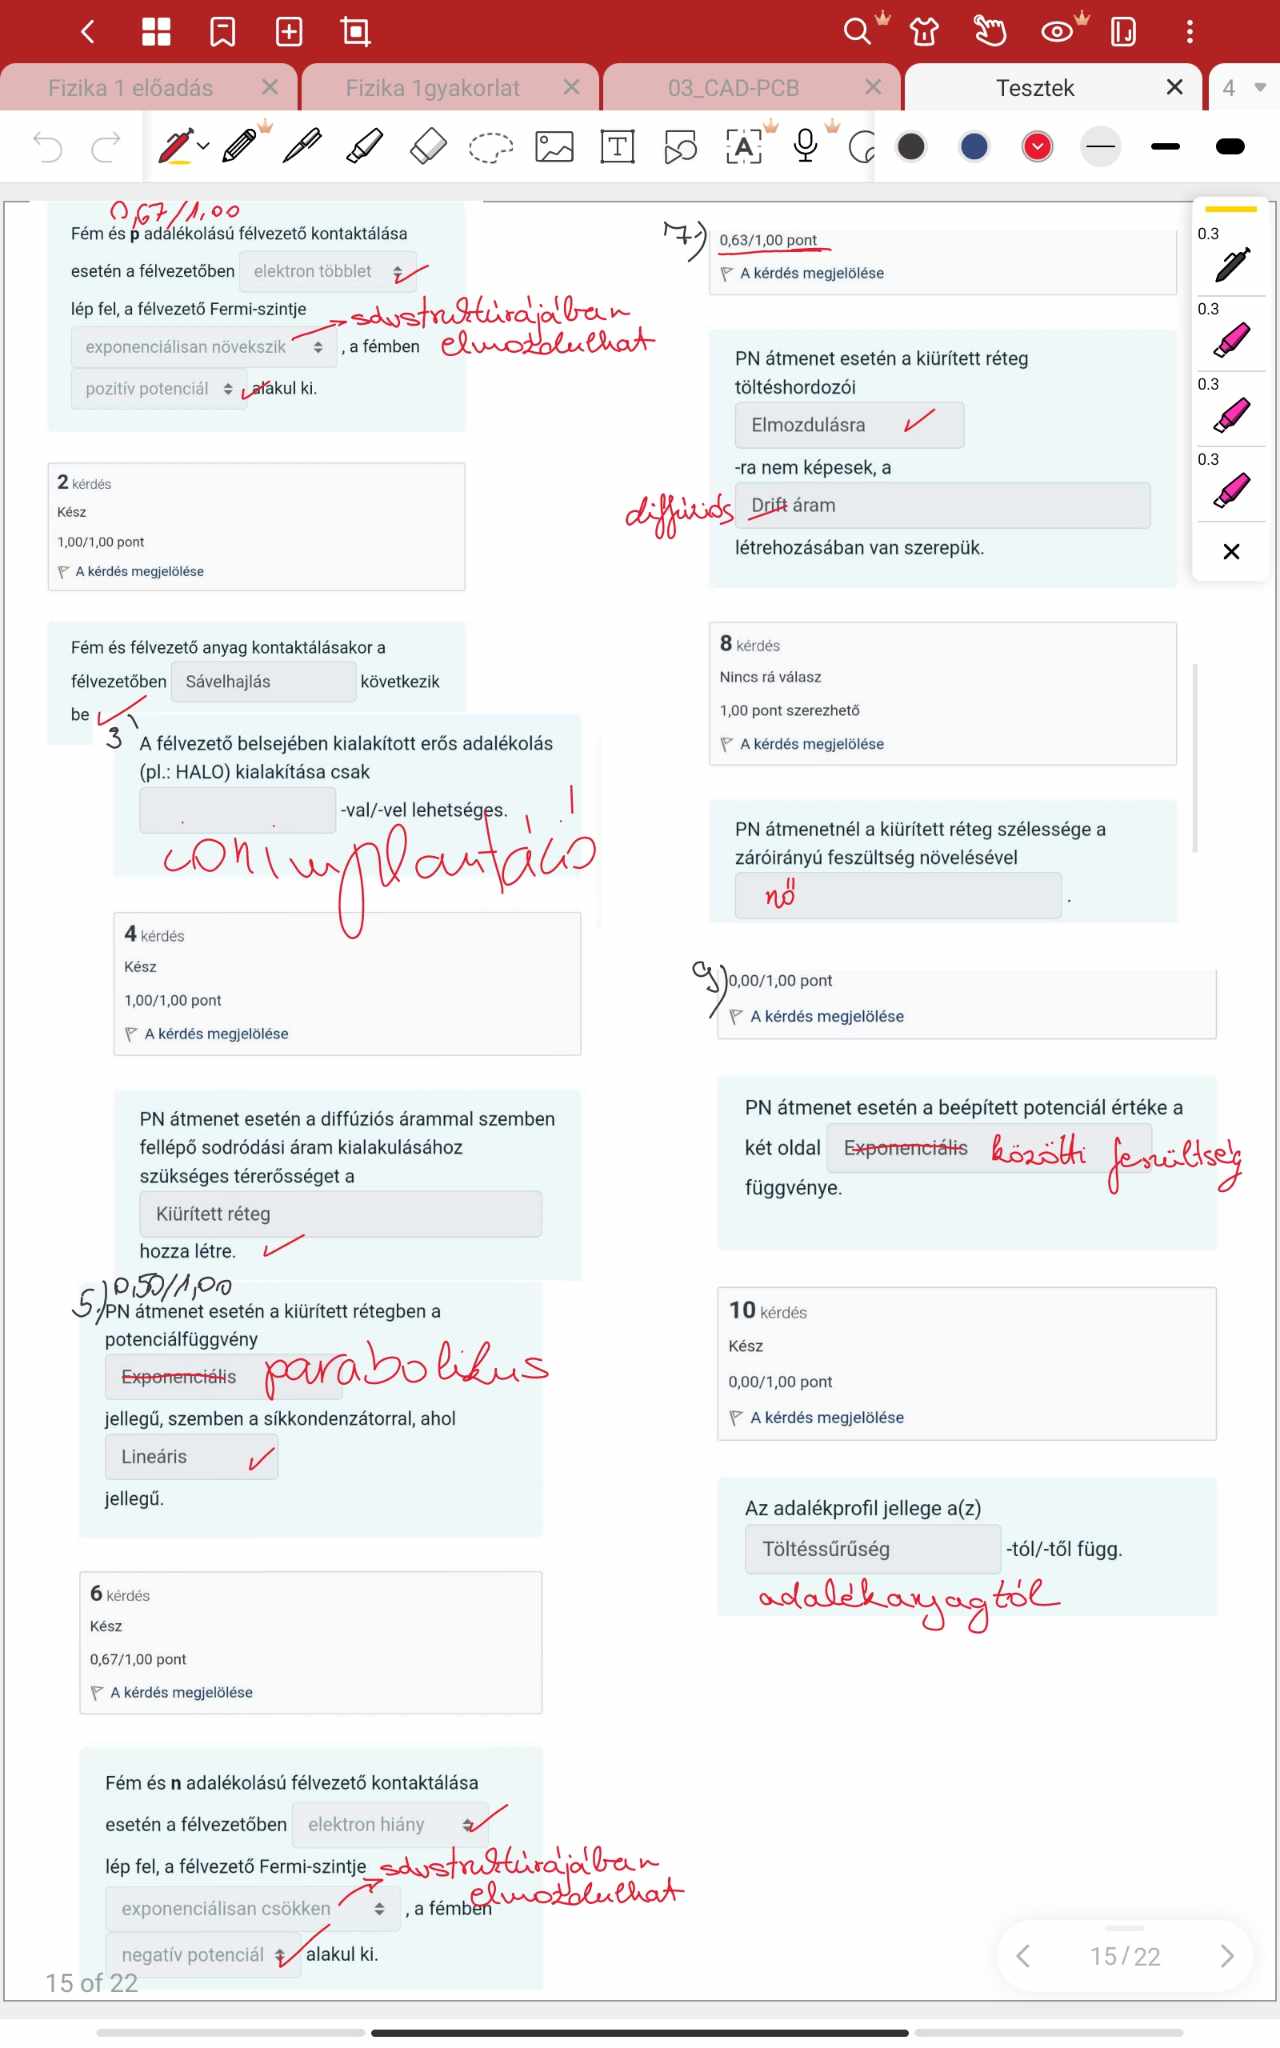 Fizika 1 előadás
Fizika 1gyakorlat
03_CAD-PCB
Tesztek
4
0,67/1,00
Fém és p adalékolású félvezető kontaktálása
esetén a félvezetőben elektron többlet
lép fel, a félvezető Fermi-szintje
exponenciálisan növekszik , a fémben
sávstruktúrájában
elmozdulhat
pozitív potenciál alakul ki.
2 kérdés
Kész
1,00/1,00 pont
A kérdés megjelölése
Fém és félvezető anyag kontaktálásakor a
félvezetőben Sávelhajlás következik
be
3
A félvezető belsejében kialakított erős adalékolás
(pl.: HALO) kialakítása csak
-val/-vel lehetséges.
ionimplantáció
4 kérdés
Kész
1,00/1,00 pont
A kérdés megjelölése
PN átmenet esetén a diffúziós árammal szemben
fellépő sodródási áram kialakulásához
szükséges térerősséget a
Kiürített réteg
hozza létre.
5.) 0,50/1,00
PN átmenet esetén a kiürített rétegben a
potenciálfüggvény
Exponenciális parabolikus
jellegű, szemben a síkkondenzátorral, ahol
Lineáris
jellegű.
6 kérdés
Kész
0,67/1,00 pont
A kérdés megjelölése
Fém és n adalékolású félvezető kontaktálása
esetén a félvezetőben elektron hiány
lép fel, a félvezető Fermi-szintje sávstruktúrájában
elmozdulhat
exponenciálisan csökken , a fémben
negatív potenciál alakul ki.
7.)
0,63/1,00 pont
A kérdés megjelölése
PN átmenet esetén a kiürített réteg
töltéshordozói
Elmozdulásra
-ra nem képesek, a
diffúziós Drift áram
létrehozásában van szerepük.
8 kérdés
Nincs rá válasz
1,00 pont szerezhető
A kérdés megjelölése
PN átmenetnél a kiürített réteg szélessége a
záróirányú feszültség növelésével
nő .
9)
0,00/1,00 pont
A kérdés megjelölése
PN átmenet esetén a beépített potenciál értéke a
két oldal Exponenciális közötti feszültség
függvénye.
10 kérdés
Kész
0,00/1,00 pont
A kérdés megjelölése
Az adalékprofil jellege a(z)
Töltéssűrűség -tól/-től függ.
adalékanyagtól
0.3
0.3
0.3
0.3
15 of 22
15/22